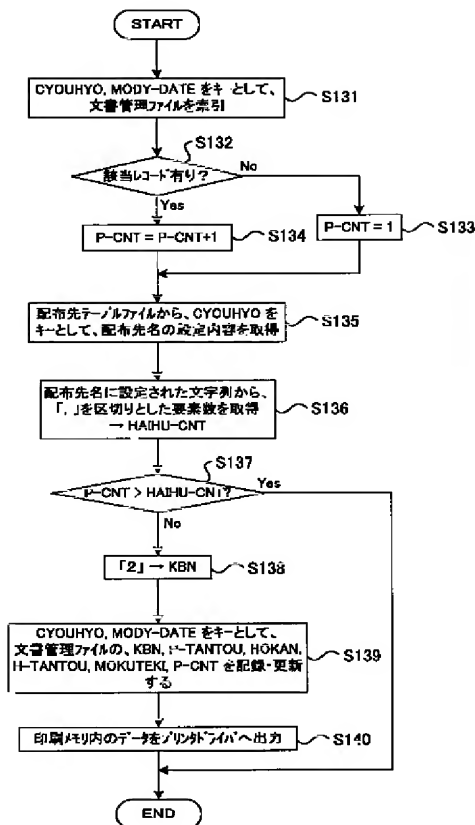 START
CYOUHYO, MODY-DATE をキーとして、
文書管理ファイルを索引
S131
S132
該当レコード有り？
No
Yes
P-CNT = P-CNT+1
S134
P-CNT = 1
S133
配布先テーブルファイルから、CYOUHYO を
キーとして、配布先名の設定内容を取得
S135
配布先名に設定された文字列から、
「,」を区切りとした要素数を取得
→ HAIHU-CNT
S136
S137
P-CNT > HAIHU-CNT?
Yes
No
「2」→ KBN
S138
CYOUHYO, MODY-DATE をキーとして、
文書管理ファイルの、KBN, P-TANTOU, HOKAN,
H-TANTOU, MOKUTEKI, P-CNT を記録・更新
する
S139
印刷メモリ内のデータをプリンタドライバへ出力
S140
END